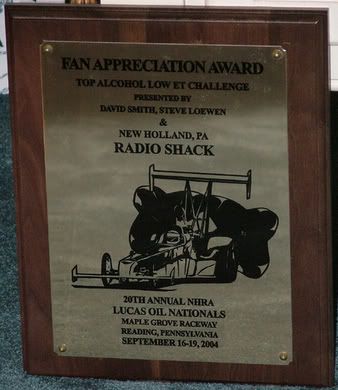 FAN APPRECIATION AWARD
TOP ALCOHOL LOW ET CHALLENGE
PRESENTED BY
DAVID SMITH, STEVE LOEWEN
&
NEW HOLLAND, PA
RADIO SHACK
20TH ANNUAL NHRA
LUCAS OIL NATIONALS
MAPLE GROVE RACEWAY
READING, PENNSYLVANIA
SEPTEMBER 16-19, 2004